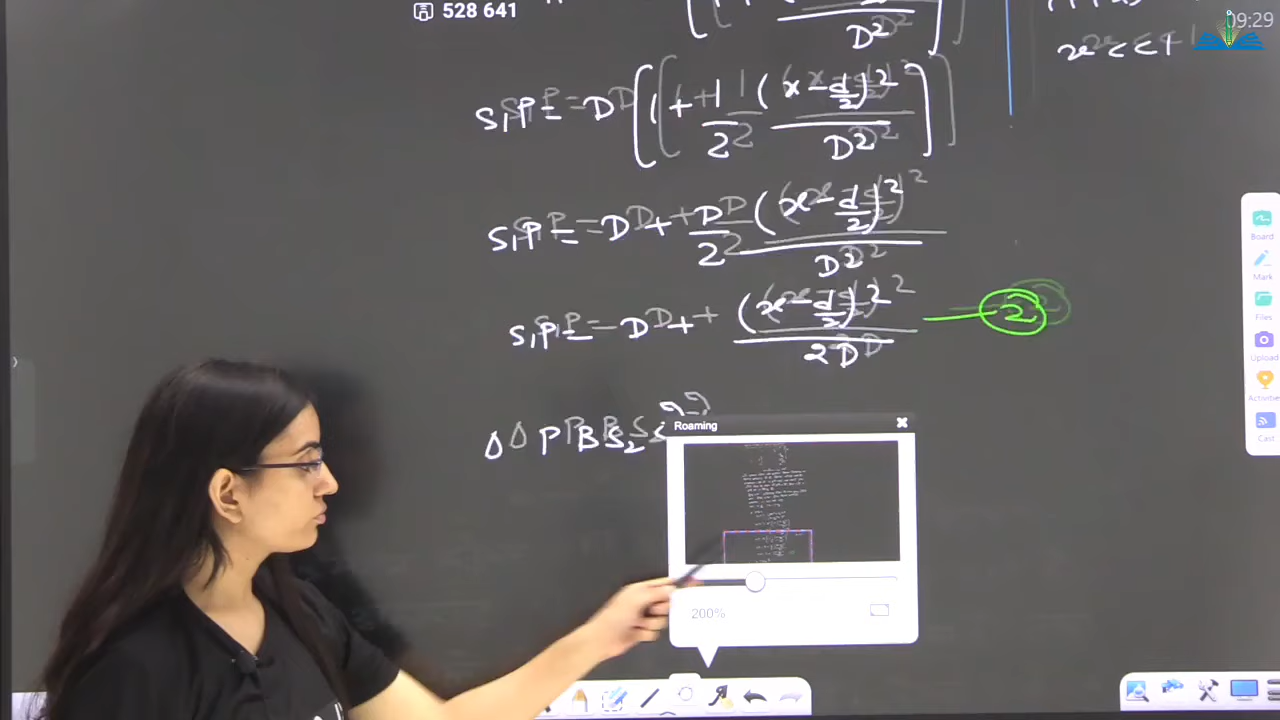 528 641
09:29
D²
x << 1
S₁P = D [1 + 1/2 (x - d/2)²/D²]
S₁P = D + D/2 (x - d/2)²/D²
S₁P = D + (x - d/2)²/2D — 2
Δ PBS₂
Roaming
200%
Board
Mark
Files
Upload
Activities
Cast